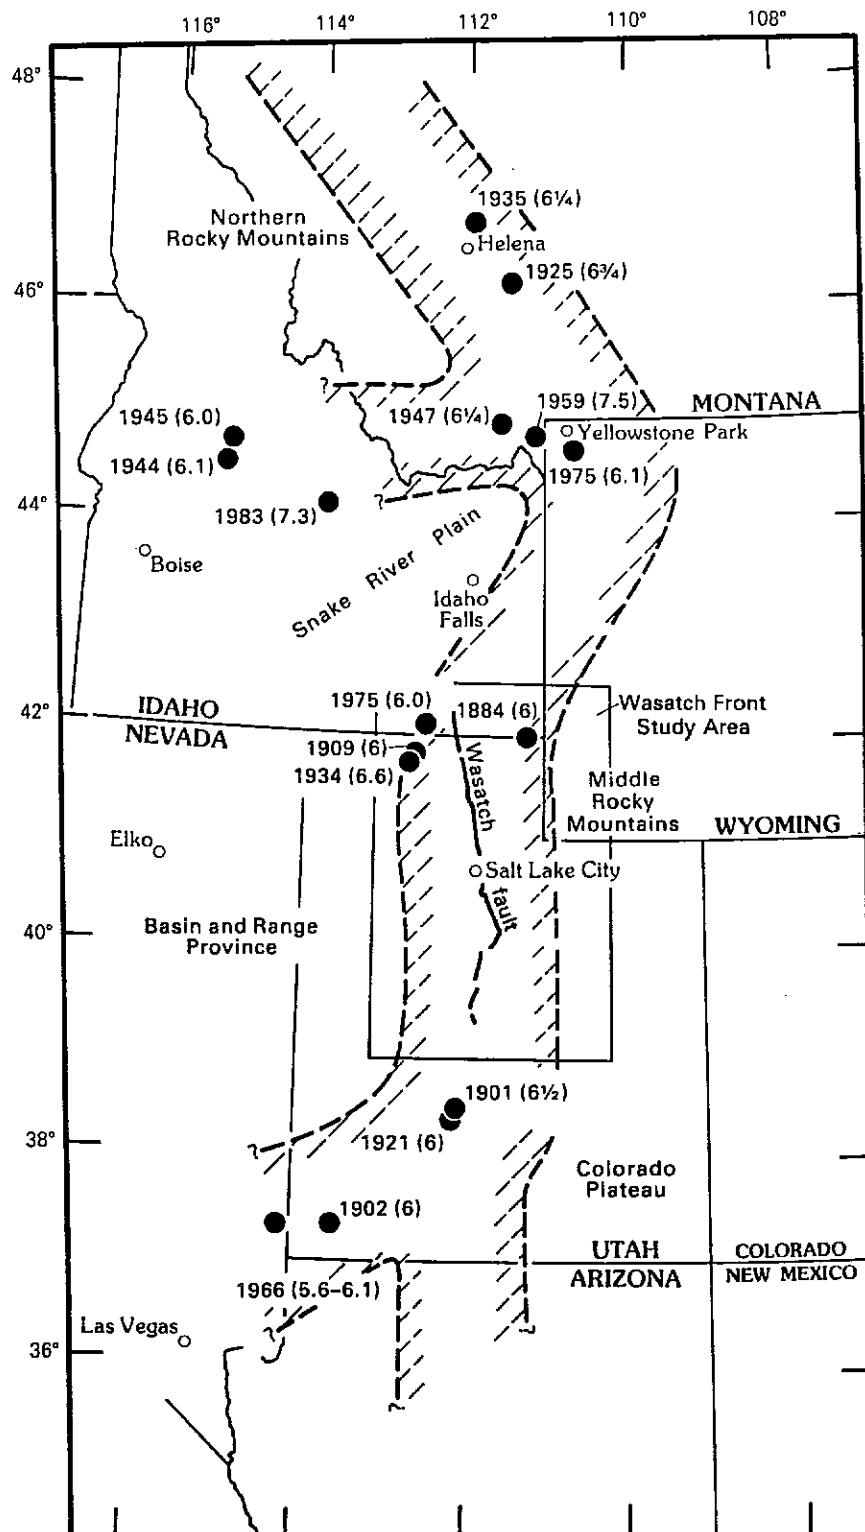 116° 114° 112° 110° 108°
48°
1935 (6¼)
Northern
Rocky Mountains
Helena
1925 (6¾)
46°
?
1945 (6.0)
1947 (6¼)
1959 (7.5)
MONTANA
Yellowstone Park
1944 (6.1)
1975 (6.1)
44°
?
1983 (7.3)
Boise
Snake River Plain
Idaho
Falls
42°
IDAHO
NEVADA
1975 (6.0)
1884 (6)
Wasatch Front
Study Area
1909 (6)
1934 (6.6)
Wasatch
fault
Middle
Rocky
Mountains
WYOMING
Elko
Salt Lake City
40°
Basin and Range
Province
1901 (6½)
38°
?
1921 (6)
Colorado
Plateau
1902 (6)
UTAH
ARIZONA
COLORADO
NEW MEXICO
1966 (5.6–6.1)
Las Vegas
?
?
36°
?